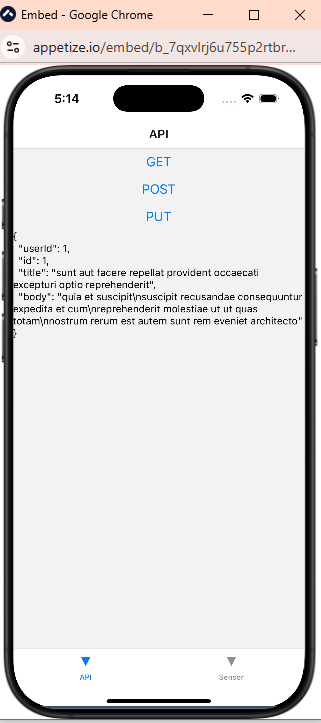 Embed - Google Chrome
appetize.io/embed/b_7qxvlrj6u755p2rtbr...
5:14
API
GET
POST
PUT
{
"userId": 1,
"id": 1,
"title": "sunt aut facere repellat provident occaecati
excepturi optio reprehenderit",
"body": "quia et suscipit\nsuscipit recusandae consequuntur
expedita et cum\nreprehenderit molestiae ut ut quas
totam\nnostrum rerum est autem sunt rem eveniet architecto"
}
API
Sensor